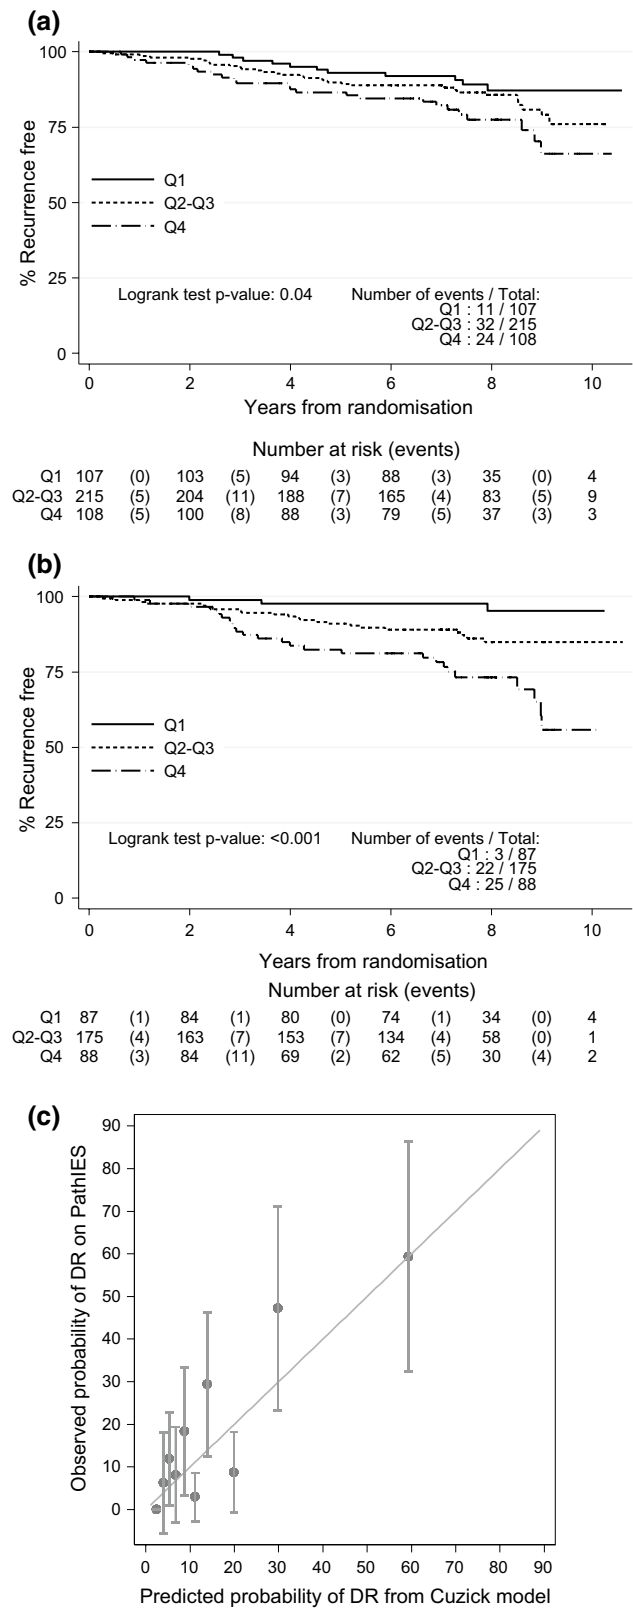 (a)
100
75
50
25
0
% Recurrence free
Q1
Q2-Q3
Q4
Logrank test p-value: 0.04
Number of events / Total:
Q1 : 11 / 107
Q2-Q3 : 32 / 215
Q4 : 24 / 108
0 2 4 6 8 10
Years from randomisation
Number at risk (events)
Q1 107 (0) 103 (5) 94 (3) 88 (3) 35 (0) 4
Q2-Q3 215 (5) 204 (11) 188 (7) 165 (4) 83 (5) 9
Q4 108 (5) 100 (8) 88 (3) 79 (5) 37 (3) 3
(b)
100
75
50
25
0
% Recurrence free
Q1
Q2-Q3
Q4
Logrank test p-value: <0.001
Number of events / Total:
Q1 : 3 / 87
Q2-Q3 : 22 / 175
Q4 : 25 / 88
0 2 4 6 8 10
Years from randomisation
Number at risk (events)
Q1 87 (1) 84 (1) 80 (0) 74 (1) 34 (0) 4
Q2-Q3 175 (4) 163 (7) 153 (7) 134 (4) 58 (0) 1
Q4 88 (3) 84 (11) 69 (2) 62 (5) 30 (4) 2
(c)
90
80
70
60
50
40
30
20
10
0
Observed probability of DR on PathIES
0 10 20 30 40 50 60 70 80 90
Predicted probability of DR from Cuzick model